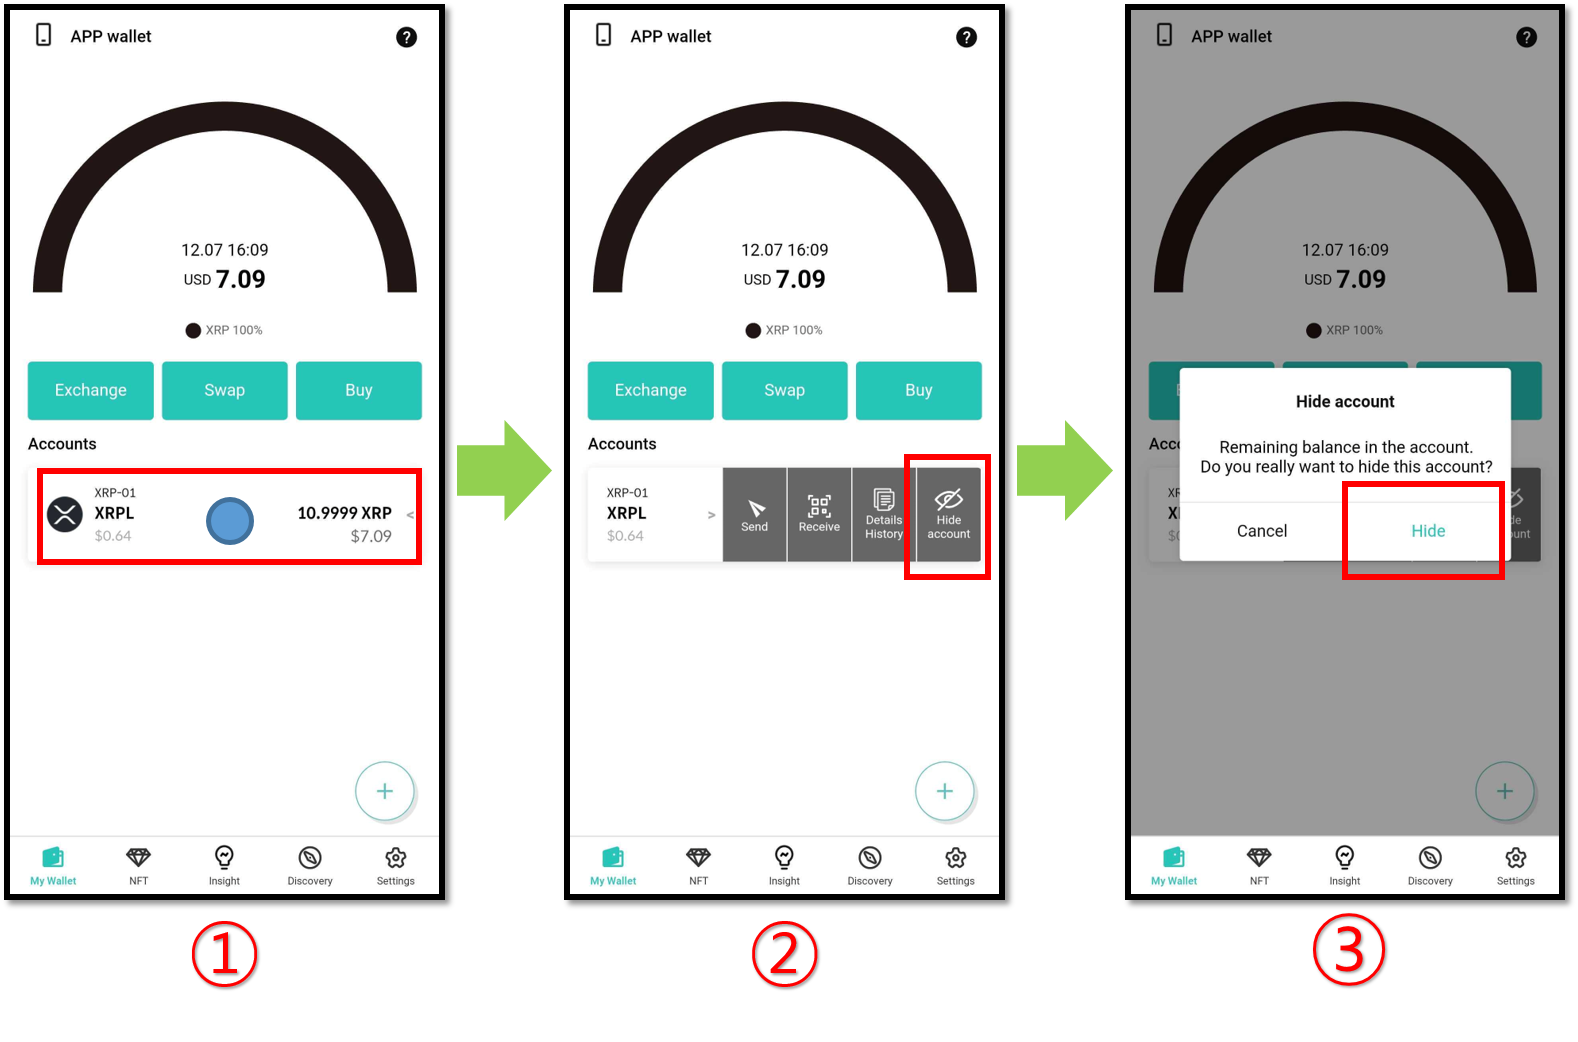 APP wallet
?
12.07 16:09
USD 7.09
XRP 100%
Exchange
Swap
Buy
Accounts
XRP-01
XRPL
$0.64
10.9999 XRP
$7.09
<
+
My Wallet
NFT
Insight
Discovery
Settings
①
APP wallet
?
12.07 16:09
USD 7.09
XRP 100%
Exchange
Swap
Buy
Accounts
XRP-01
XRPL
$0.64
>
Send
Receive
Details
History
Hide
account
+
My Wallet
NFT
Insight
Discovery
Settings
②
APP wallet
?
12.07 16:09
USD 7.09
XRP 100%
Hide account
Remaining balance in the account.
Do you really want to hide this account?
Cancel
Hide
+
My Wallet
NFT
Insight
Discovery
Settings
③